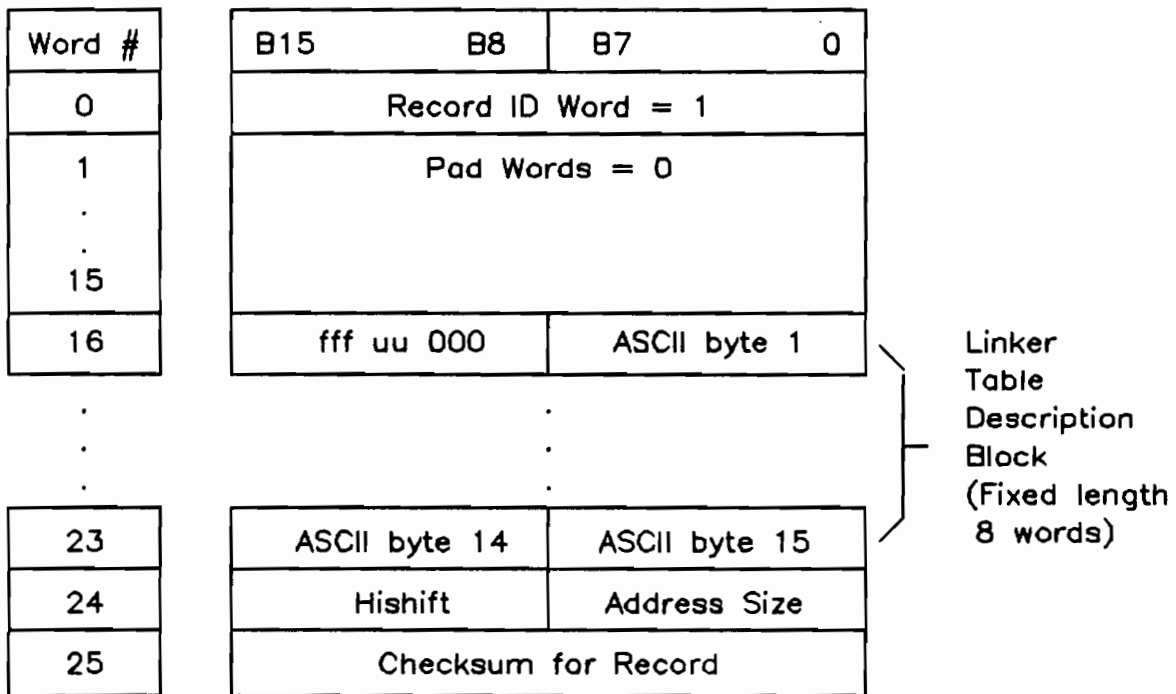 Word # B15 B8 B7 0
0 Record ID Word = 1
1 Pad Words = 0
.
.
15
16 fff uu 000 ASCII byte 1 Linker
Table
. . Description
. . Block
. . (Fixed length
23 ASCII byte 14 ASCII byte 15 8 words)
24 Hishift Address Size
25 Checksum for Record